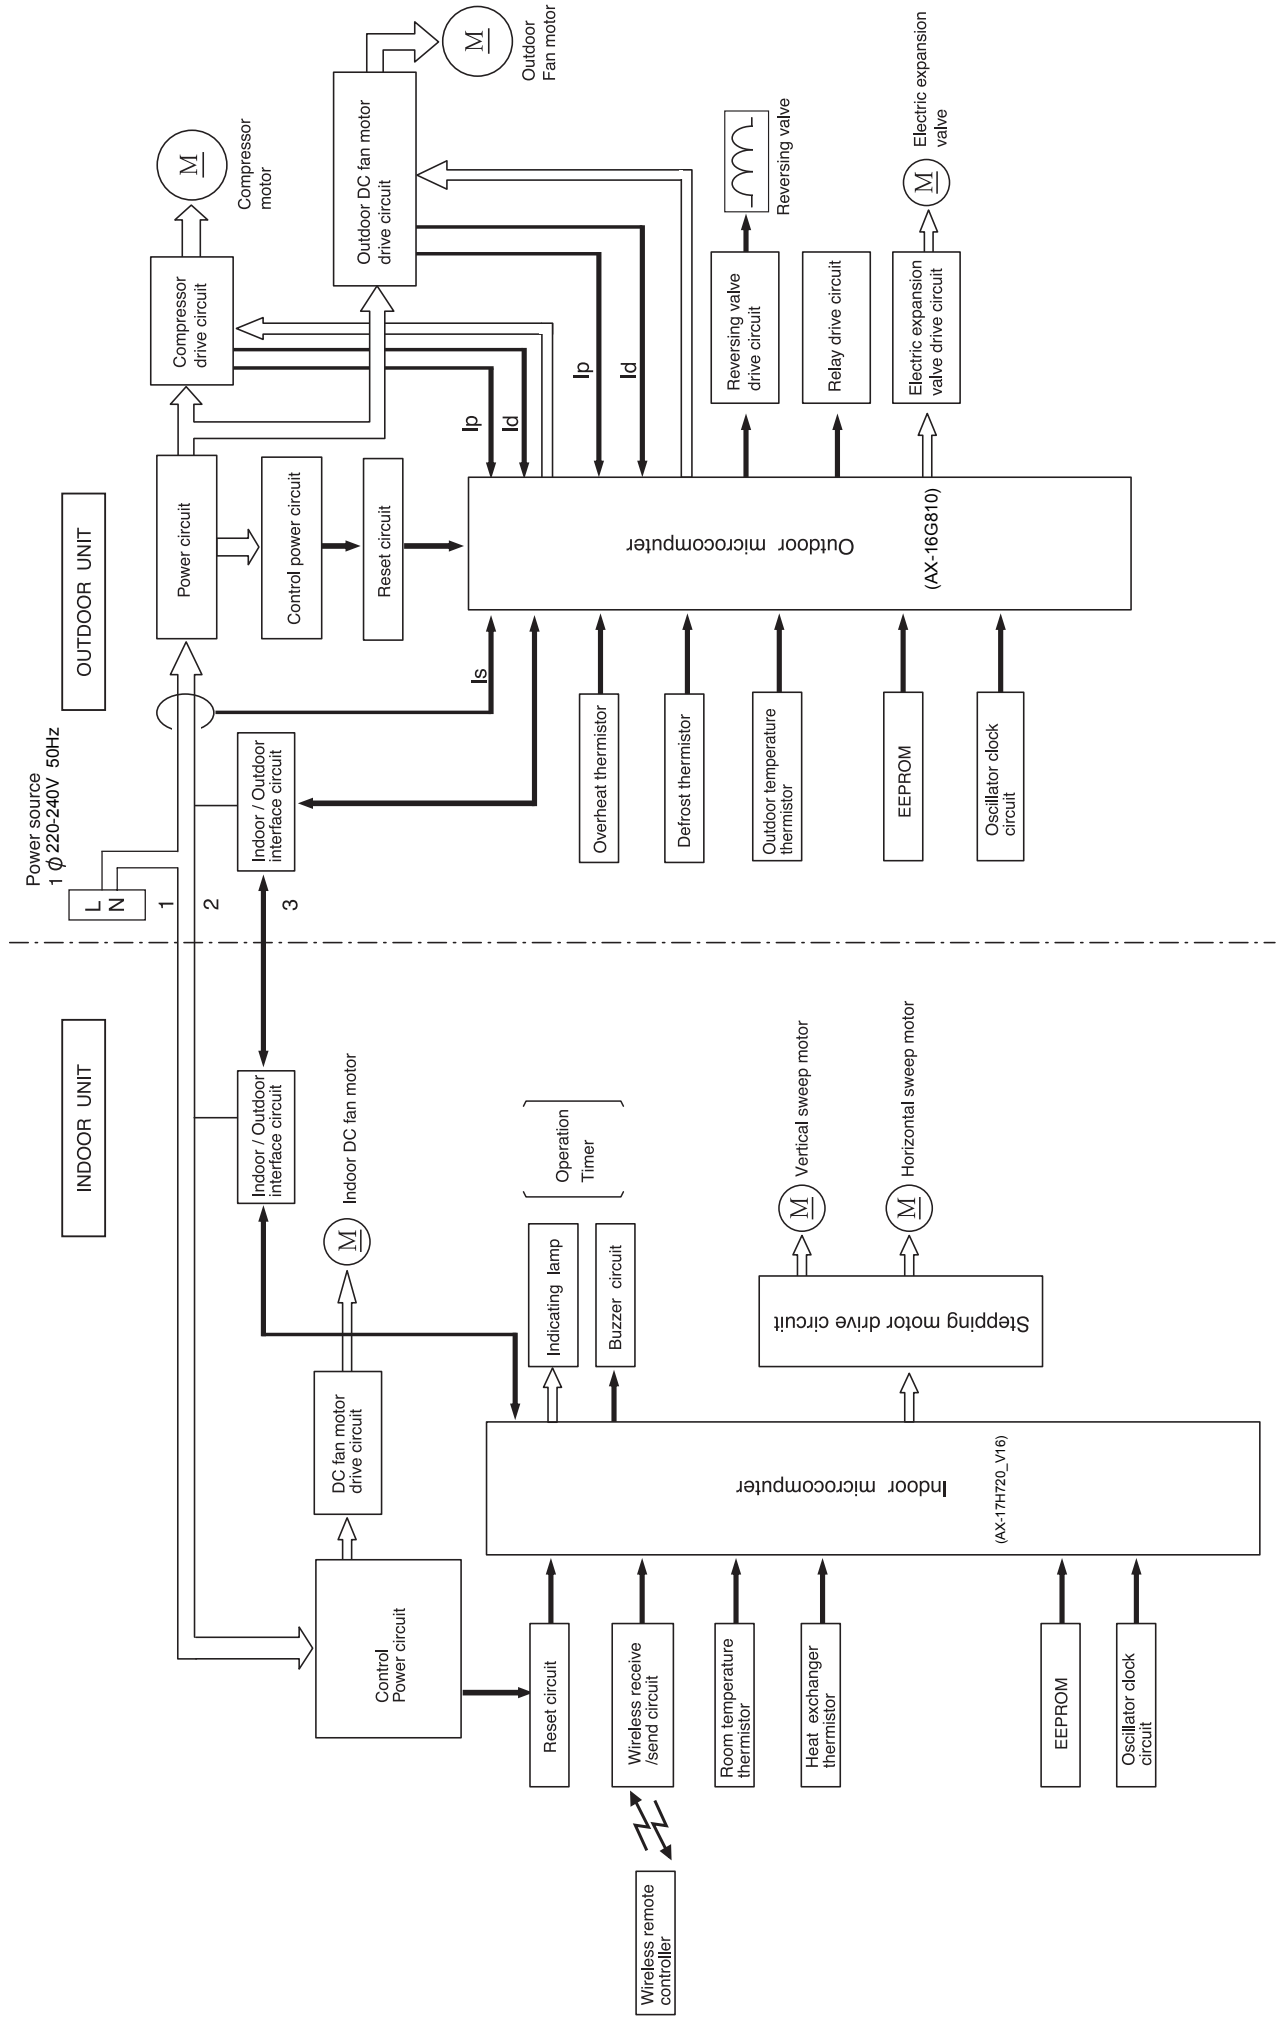 INDOOR UNIT
OUTDOOR UNIT
Power source
1 ϕ 220-240V 50Hz
L
N
1
2
3
Control
Power circuit
DC fan motor
drive circuit
M
Indoor DC fan motor
Indoor / Outdoor
interface circuit
Indoor / Outdoor
interface circuit
Wireless remote
controller
Reset circuit
Wireless receive
/send circuit
Room temperature
thermistor
Heat exchanger
thermistor
EEPROM
Oscillator clock
circuit
Indoor microcomputer
(AX-17H720_V16)
Indicating lamp
Buzzer circuit
Operation
Timer
Stepping motor drive circuit
M
Vertical sweep motor
M
Horizontal sweep motor
Power circuit
Control power circuit
Reset circuit
Compressor
drive circuit
M
Compressor
motor
Outdoor DC fan motor
drive circuit
M
Outdoor
Fan motor
Is
Ip
Id
Ip
Id
Overheat thermistor
Defrost thermistor
Outdoor temperature
thermistor
EEPROM
Oscillator clock
circuit
Outdoor microcomputer
(AX-16G810)
Reversing valve
drive circuit
Reversing valve
Relay drive circuit
Electric expansion
valve drive circuit
M
Electric expansion
valve